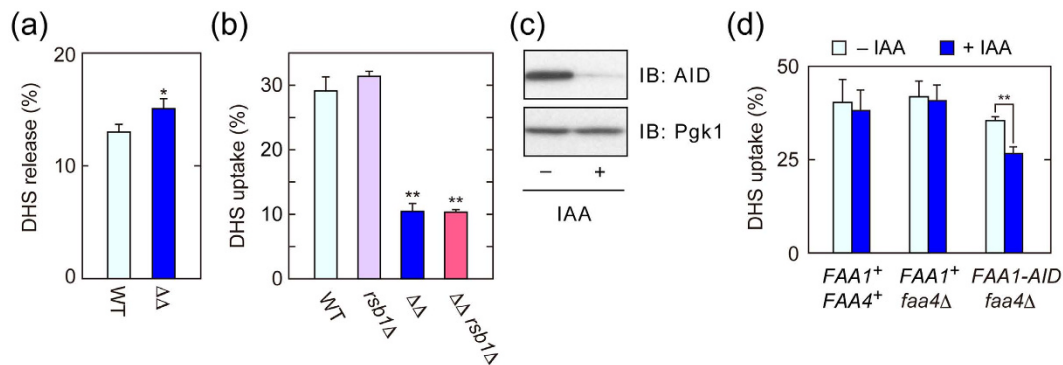 (a)
DHS release (%)
20
10
0
*
WT
ΔΔ
(b)
DHS uptake (%)
30
20
10
0
**
**
WT
rsb1Δ
ΔΔ
ΔΔ rsb1Δ
(c)
IB: AID
IB: Pgk1
– +
IAA
(d)
– IAA + IAA
DHS uptake (%)
50
25
0
**
FAA1+ FAA1+ FAA1-AID
FAA4+ faa4Δ faa4Δ